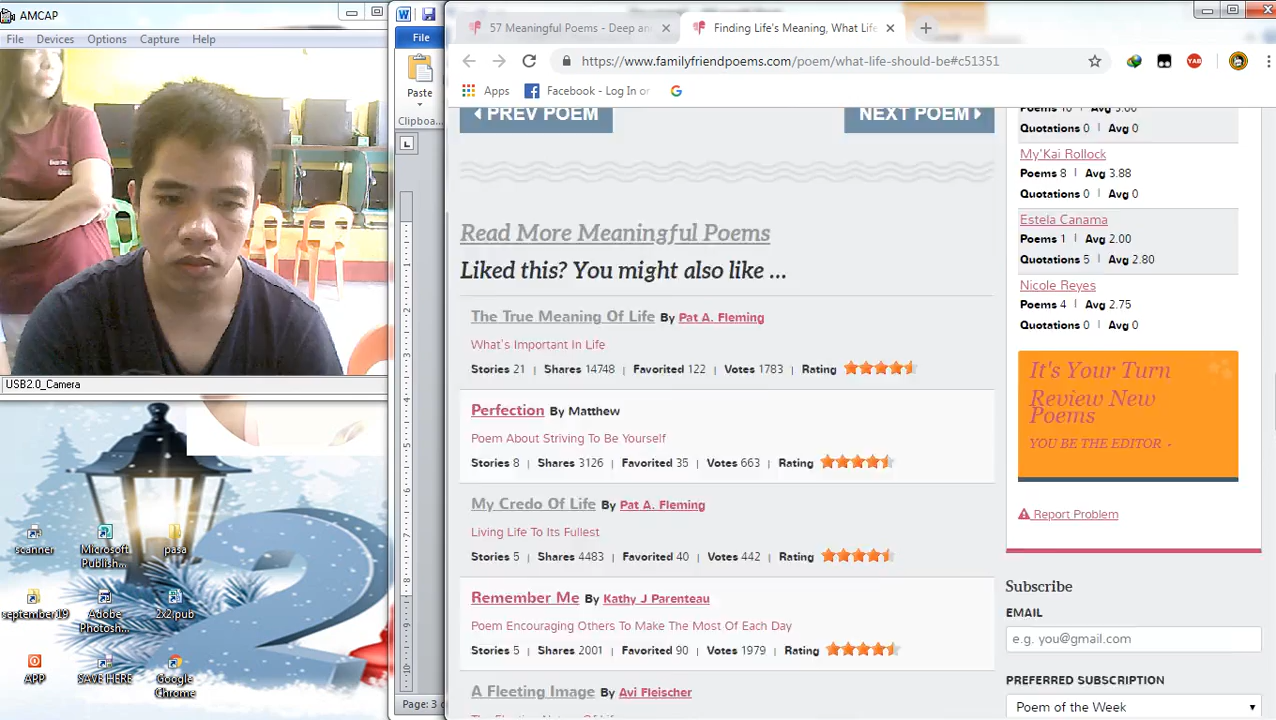 AMCAP
File Devices Options Capture Help
USB2.0_Camera
scanner
Microsoft Publish...
pasa
september19
Adobe Photosh...
2x2 pub
APP
SAVE HERE
Google Chrome
File
Paste
Clipboa...
Page: 3
57 Meaningful Poems - Deep an
Finding Life's Meaning, What Life
https://www.familyfriendpoems.com/poem/what-life-should-be#c51351
Apps Facebook - Log In or
PREV POEM
NEXT POEM
Read More Meaningful Poems
Liked this? You might also like ...
The True Meaning Of Life By Pat A. Fleming
What's Important In Life
Stories 21 | Shares 14748 | Favorited 122 | Votes 1783 | Rating
Perfection By Matthew
Poem About Striving To Be Yourself
Stories 8 | Shares 3126 | Favorited 35 | Votes 663 | Rating
My Credo Of Life By Pat A. Fleming
Living Life To Its Fullest
Stories 5 | Shares 4483 | Favorited 40 | Votes 442 | Rating
Remember Me By Kathy J Parenteau
Poem Encouraging Others To Make The Most Of Each Day
Stories 5 | Shares 2001 | Favorited 90 | Votes 1979 | Rating
A Fleeting Image By Avi Fleischer
Quotations 0 | Avg 0
My'Kai Rollock
Poems 8 | Avg 3.88
Quotations 0 | Avg 0
Estela Canama
Poems 1 | Avg 2.00
Quotations 5 | Avg 2.80
Nicole Reyes
Poems 4 | Avg 2.75
Quotations 0 | Avg 0
It's Your Turn
Review New
Poems
YOU BE THE EDITOR
Report Problem
Subscribe
EMAIL
e.g. you@gmail.com
PREFERRED SUBSCRIPTION
Poem of the Week